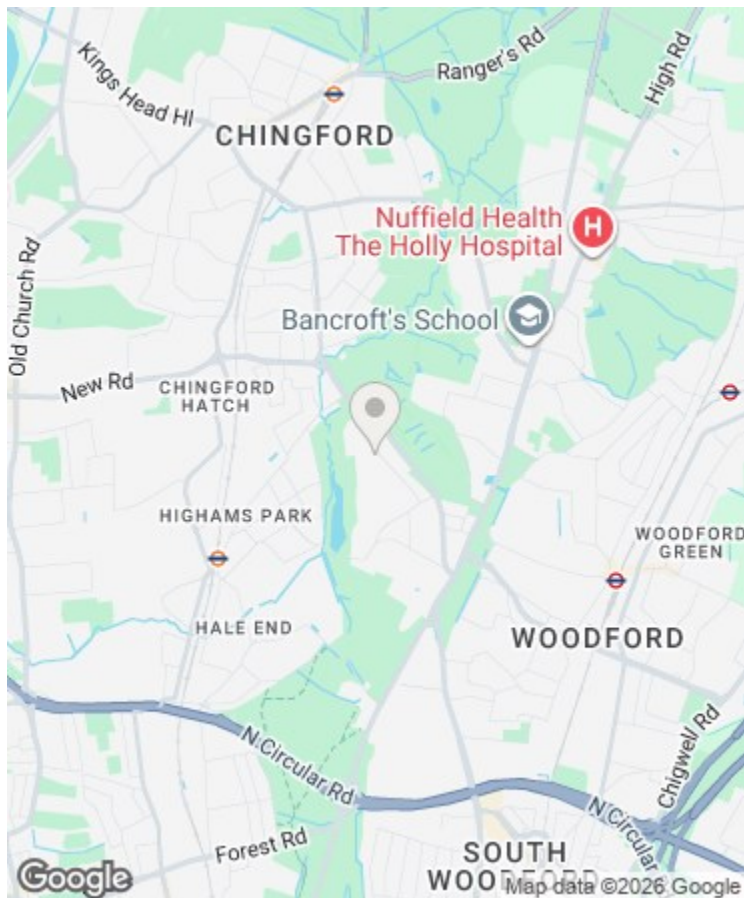 Ranger's Rd
High Rd
Kings Head Hl
CHINGFORD
Nuffield Health
The Holly Hospital
H
Old Church Rd
Bancroft's School
New Rd
CHINGFORD
HATCH
HIGHAMS PARK
WOODFORD
GREEN
HALE END
WOODFORD
Chigwell Rd
N Circular Rd
N Circular
Forest Rd
SOUTH
WOODFORD
Google
Map data ©2026 Google